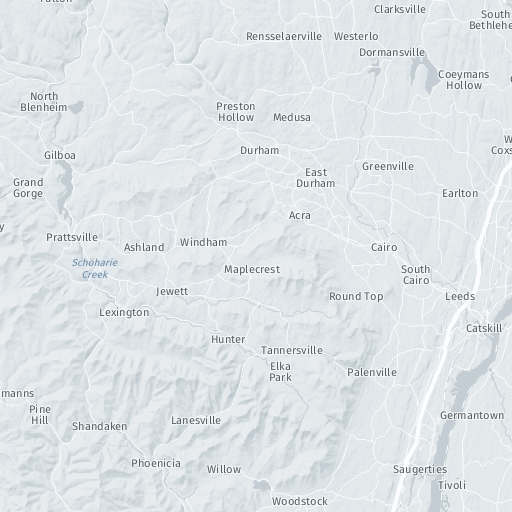 Clarksville
South
Bethlehe
Rensselaerville
Westerlo
Dormansville
Coeymans
Hollow
North
Blenheim
Preston
Hollow
Medusa
Durham
Gilboa
Greenville
East
Durham
Grand
Gorge
Earlton
Acra
Prattsville
Ashland
Windham
Cairo
Schoharie
Creek
Maplecrest
South
Cairo
Jewett
Round Top
Leeds
Lexington
Catskill
Hunter
Tannersville
Elka
Park
Palenville
Pine
Hill
Germantown
Shandaken
Lanesville
Phoenicia
Willow
Saugerties
Tivoli
Woodstock